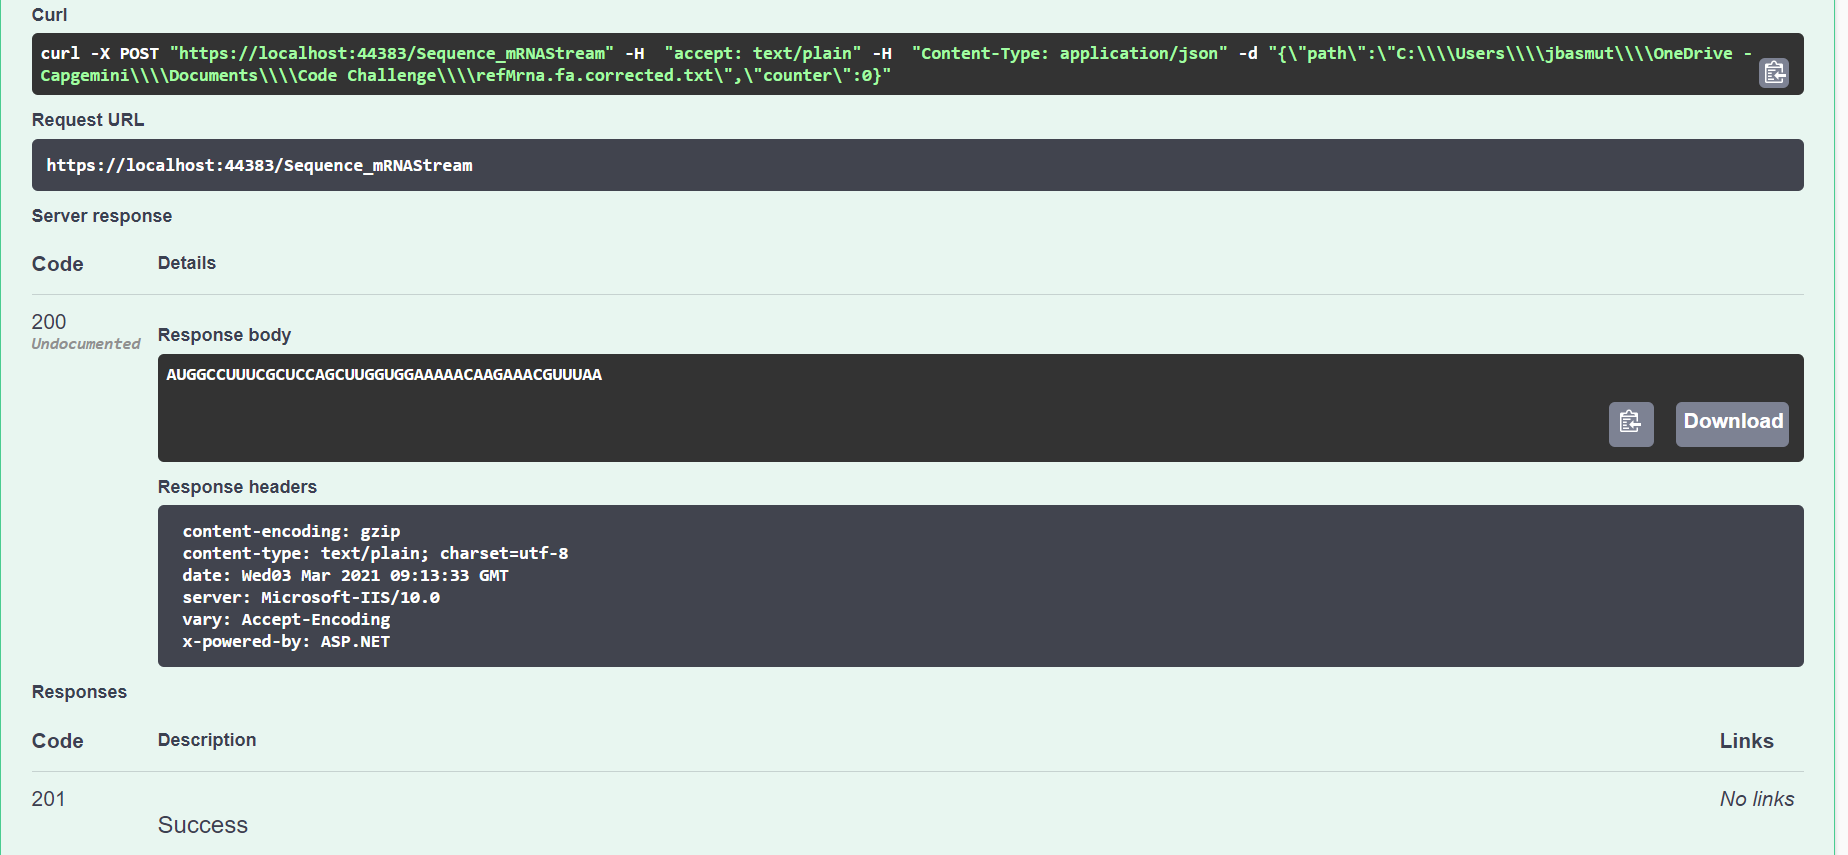 Curl
curl -X POST "https://localhost:44383/Sequence_mRNAStream" -H  "accept: text/plain" -H  "Content-Type: application/json" -d "{\"path\":\"C:\\\\Users\\\\jbasmut\\\\OneDrive -
Capgemini\\\\Documents\\\\Code Challenge\\\\refMrna.fa.corrected.txt\",\"counter\":0}"
Request URL
https://localhost:44383/Sequence_mRNAStream
Server response
Code Details
200
Undocumented
Response body
AUGGCCUUUCGCUCCAGCUUGGUGGAAAAACAAGAAACGUUUAA
Download
Response headers
content-encoding: gzip
content-type: text/plain; charset=utf-8
date: Wed03 Mar 2021 09:13:33 GMT
server: Microsoft-IIS/10.0
vary: Accept-Encoding
x-powered-by: ASP.NET
Responses
Code Description Links
201 No links
Success